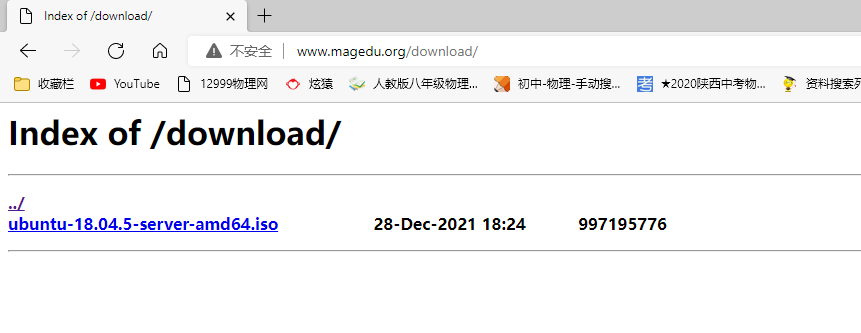 Index of /download/
不安全 www.magedu.org/download/
收藏栏 YouTube 12999物理网 炫猿 人教版八年级物理... 初中-物理-手动搜... 考 ★2020陕西中考物... 资料搜索网
Index of /download/
../
ubuntu-18.04.5-server-amd64.iso 28-Dec-2021 18:24 997195776